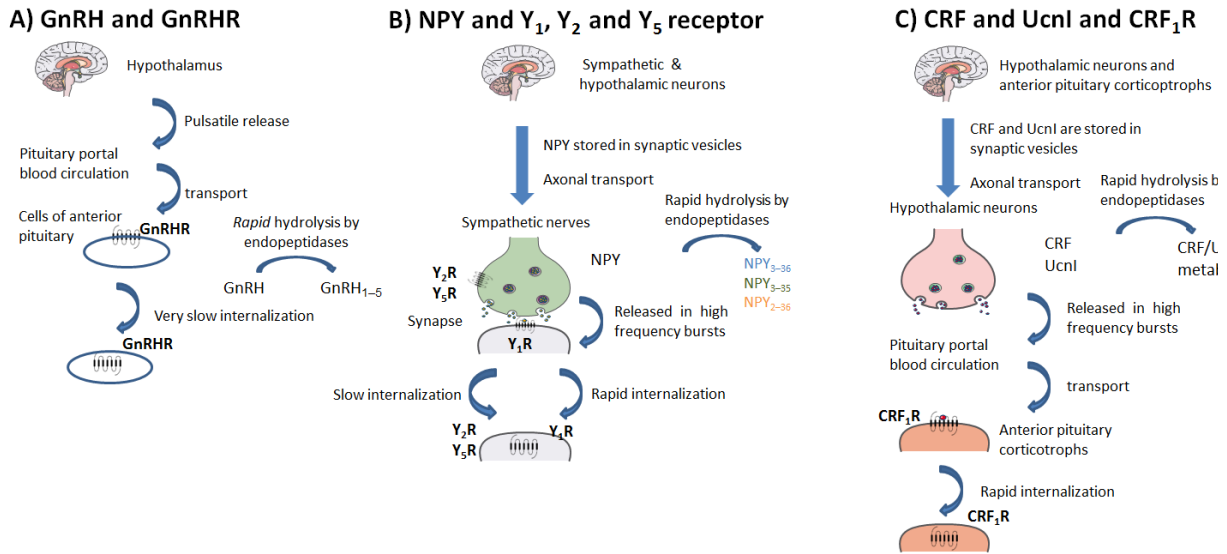 A) GnRH and GnRHR
Hypothalamus
Pulsatile release
Pituitary portal
blood circulation
transport
Cells of anterior
pituitary
GnRHR
Rapid hydrolysis by
endopeptidases
GnRH
GnRH1–5
Very slow internalization
GnRHR
B) NPY and Y1, Y2 and Y5 receptor
Sympathetic &
hypothalamic neurons
NPY stored in synaptic vesicles
Axonal transport
Sympathetic nerves
Rapid hydrolysis by
endopeptidases
NPY
Y2R
Y5R
NPY3–36
NPY3–35
NPY2–36
Synapse
Released in high
frequency bursts
Y1R
Slow internalization
Rapid internalization
Y2R
Y5R
Y1R
C) CRF and UcnI and CRF1R
Hypothalamic neurons and
anterior pituitary corticoptrophs
CRF and UcnI are stored in
synaptic vesicles
Axonal transport
Rapid hydrolysis b
endopeptidases
Hypothalamic neurons
CRF
UcnI
CRF/U
metal
Released in high
frequency bursts
Pituitary portal
blood circulation
transport
CRF1R
Anterior pituitary
corticotrophs
Rapid internalization
CRF1R